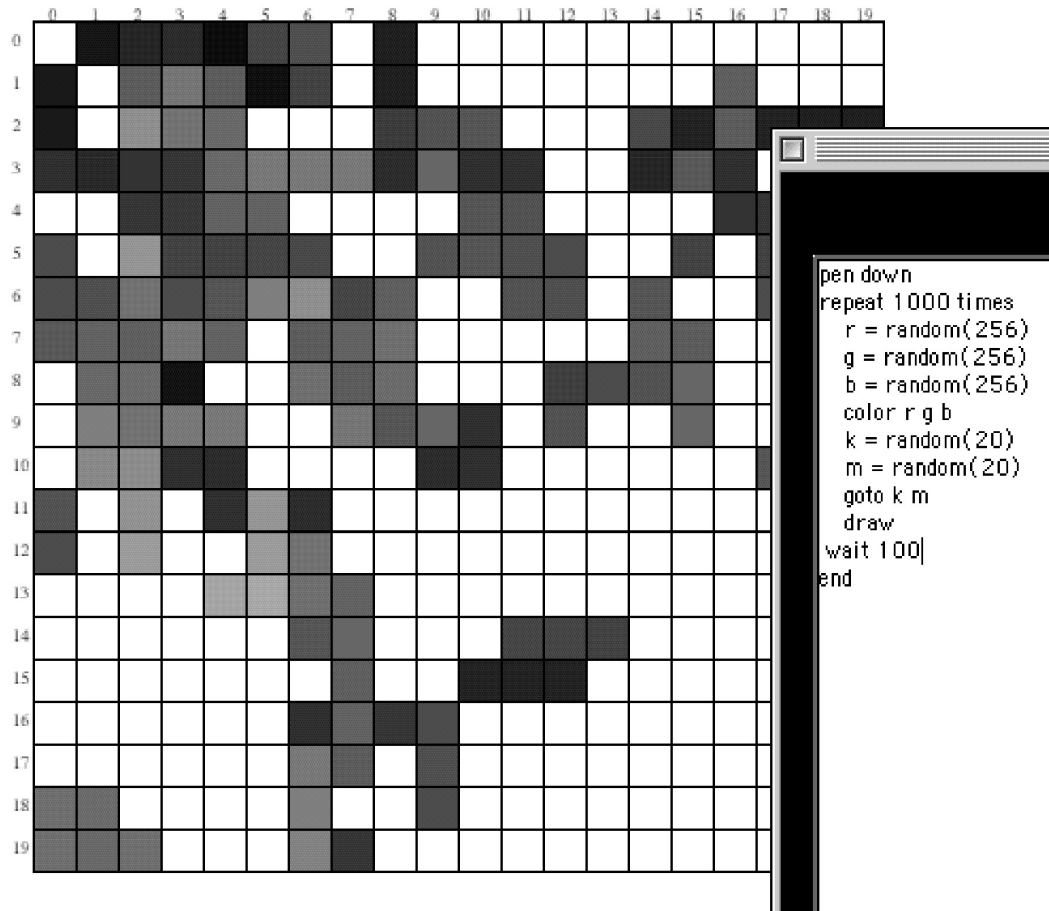 0 1 2 3 4 5 6 7 8 9 10 11 12 13 14 15 16 17 18 19
0
1
2
3
4
5
6
7
8
9
10
11
12
13
14
15
16
17
18
19
pen down
repeat 1000 times
r = random(256)
g = random(256)
b = random(256)
color r g b
k = random(20)
m = random(20)
goto k m
draw
wait 100
end